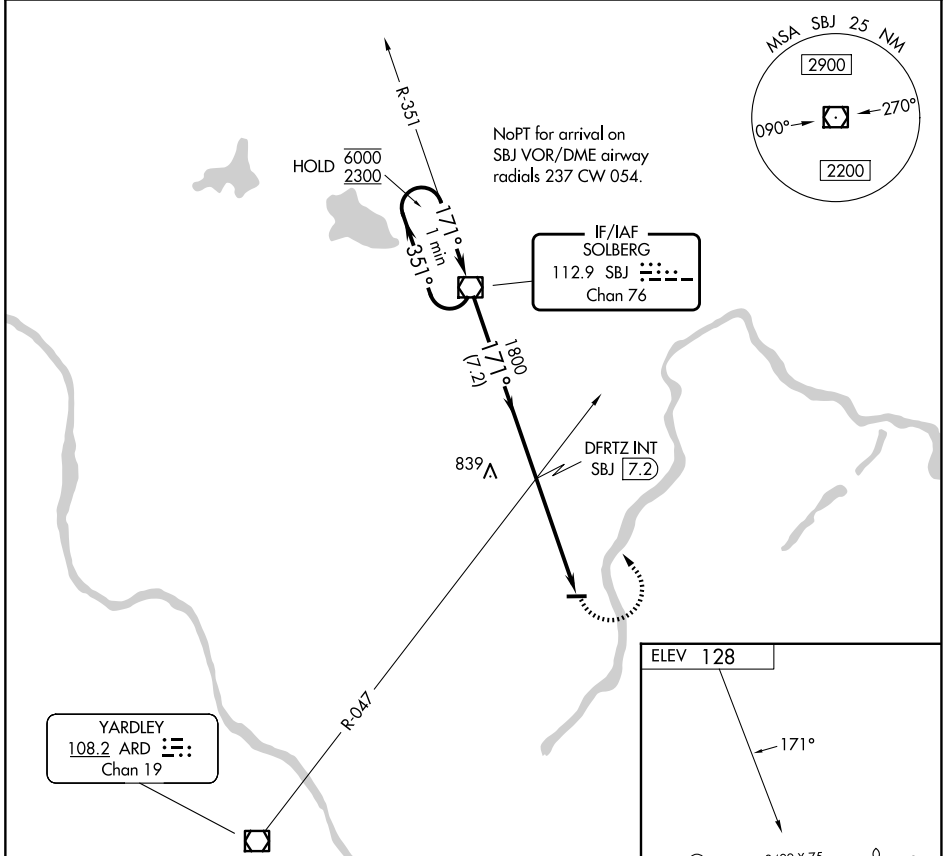 MSA SBJ 25 NM
2900
090°
270°
2200
R-351
NoPT for arrival on
SBJ VOR/DME airway
radials 237 CW 054.
HOLD 6000
2300
171°
1 min
351°
IF/IAF
SOLBERG
112.9 SBJ
Chan 76
1800
171°
(7.2)
839
DFRTZ INT
SBJ 7.2
R-047
YARDLEY
108.2 ARD
Chan 19
ELEV 128
171°